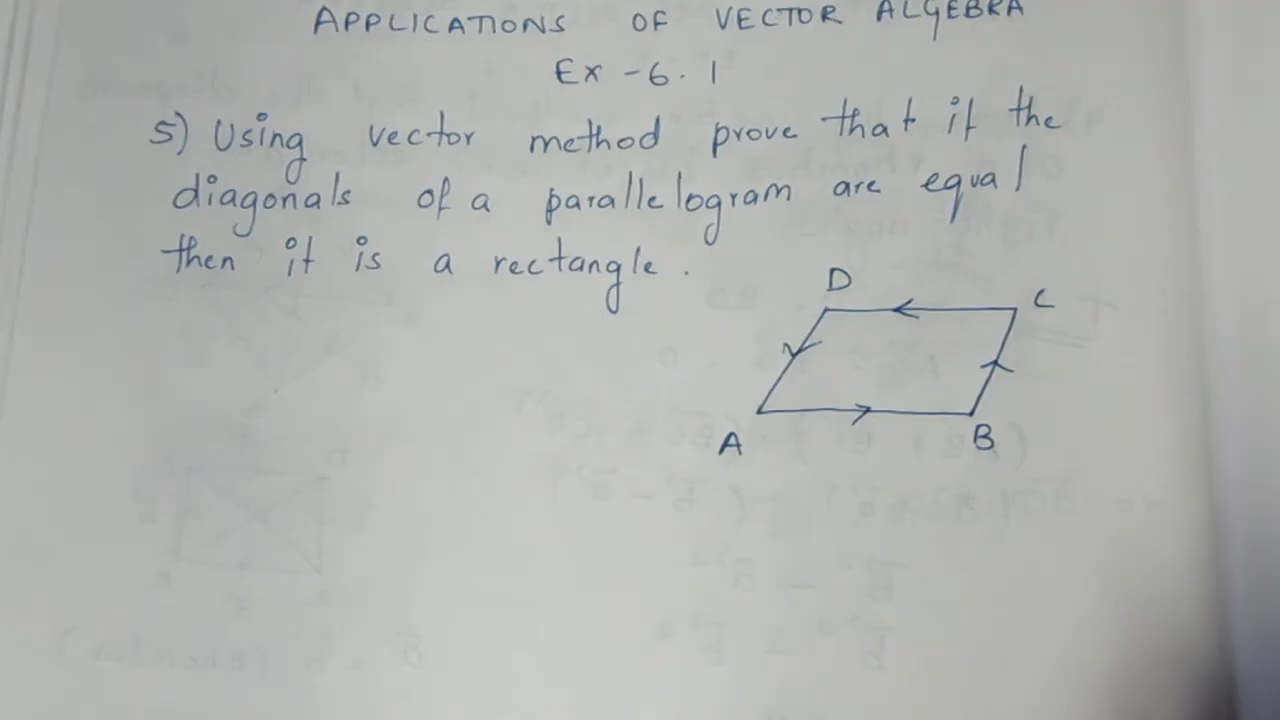 APPLICATIONS OF VECTOR ALGEBRA
Ex - 6.1
5) Using vector method prove that if the
diagonals of a parallelogram are equal
then it is a rectangle.
D
C
A
B